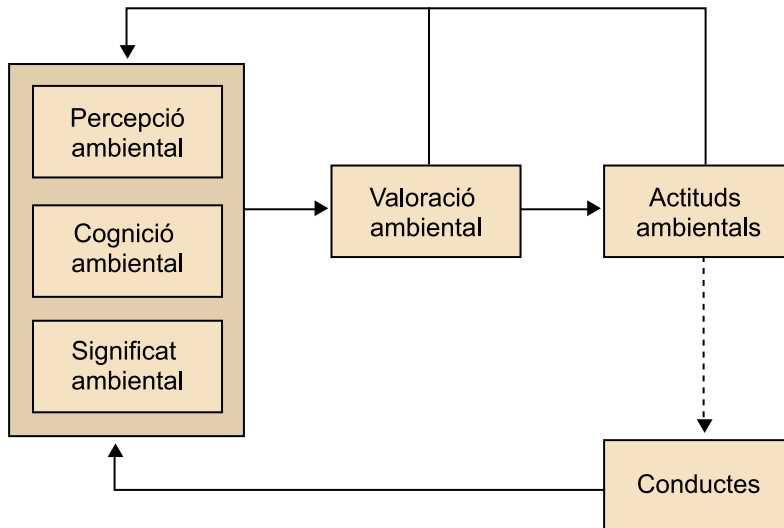 Percepció
ambiental
Cognició
ambiental
Significat
ambiental
Valoració
ambiental
Actituds
ambientals
Conductes